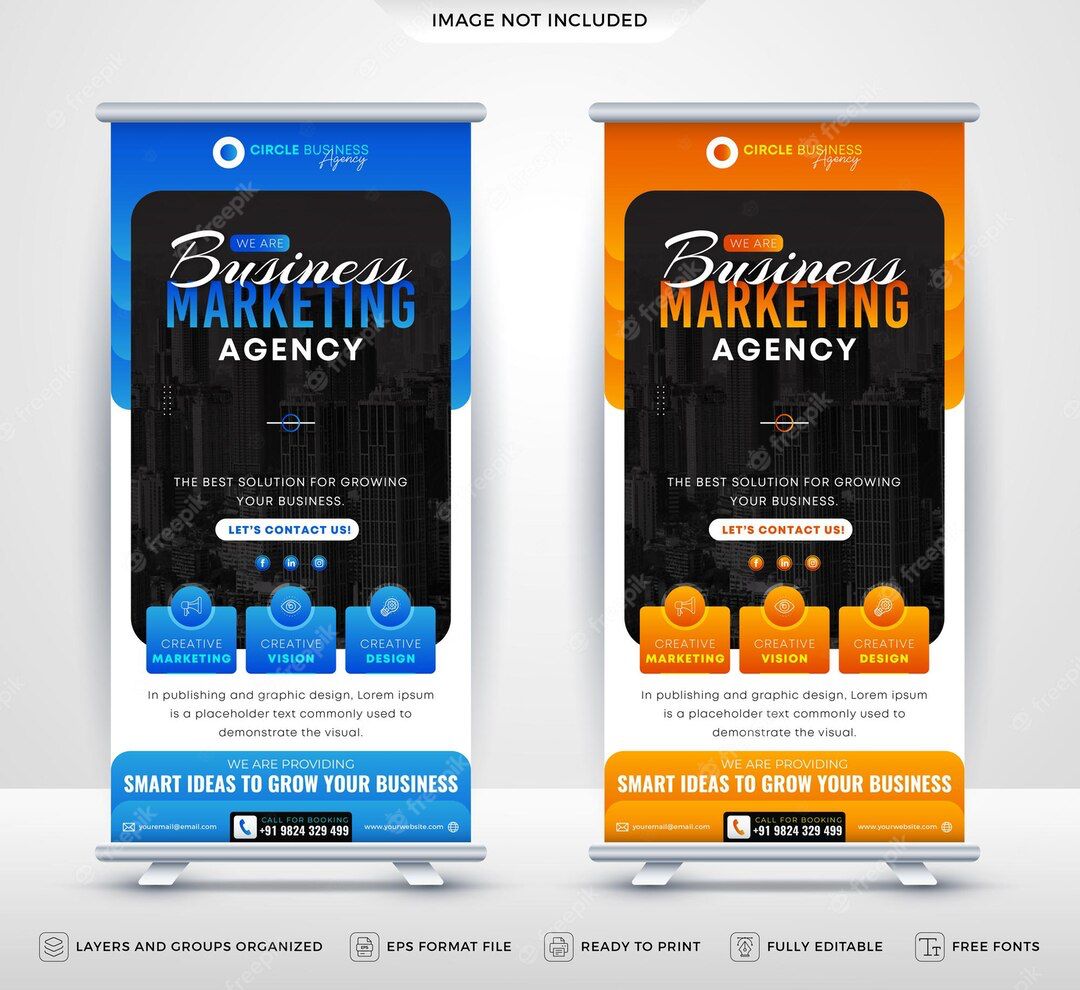 IMAGE NOT INCLUDED
CIRCLE BUSINESS
Agency
WE ARE
Business
MARKETING
AGENCY
THE BEST SOLUTION FOR GROWING
YOUR BUSINESS.
LET'S CONTACT US!
f in
CREATIVE
MARKETING
CREATIVE
VISION
CREATIVE
DESIGN
In publishing and graphic design, Lorem ipsum
is a placeholder text commonly used to
demonstrate the visual.
WE ARE PROVIDING
SMART IDEAS TO GROW YOUR BUSINESS
youremail@email.com
CALL FOR BOOKING
+91 9824 329 499
www.yourwebsite.com
CIRCLE BUSINESS
Agency
WE ARE
Business
MARKETING
AGENCY
THE BEST SOLUTION FOR GROWING
YOUR BUSINESS.
LET'S CONTACT US!
f in
CREATIVE
MARKETING
CREATIVE
VISION
CREATIVE
DESIGN
In publishing and graphic design, Lorem ipsum
is a placeholder text commonly used to
demonstrate the visual.
WE ARE PROVIDING
SMART IDEAS TO GROW YOUR BUSINESS
youremail@email.com
CALL FOR BOOKING
+91 9824 329 499
www.yourwebsite.com
LAYERS AND GROUPS ORGANIZED
EPS
EPS FORMAT FILE
READY TO PRINT
FULLY EDITABLE
Tt
FREE FONTS
freepik